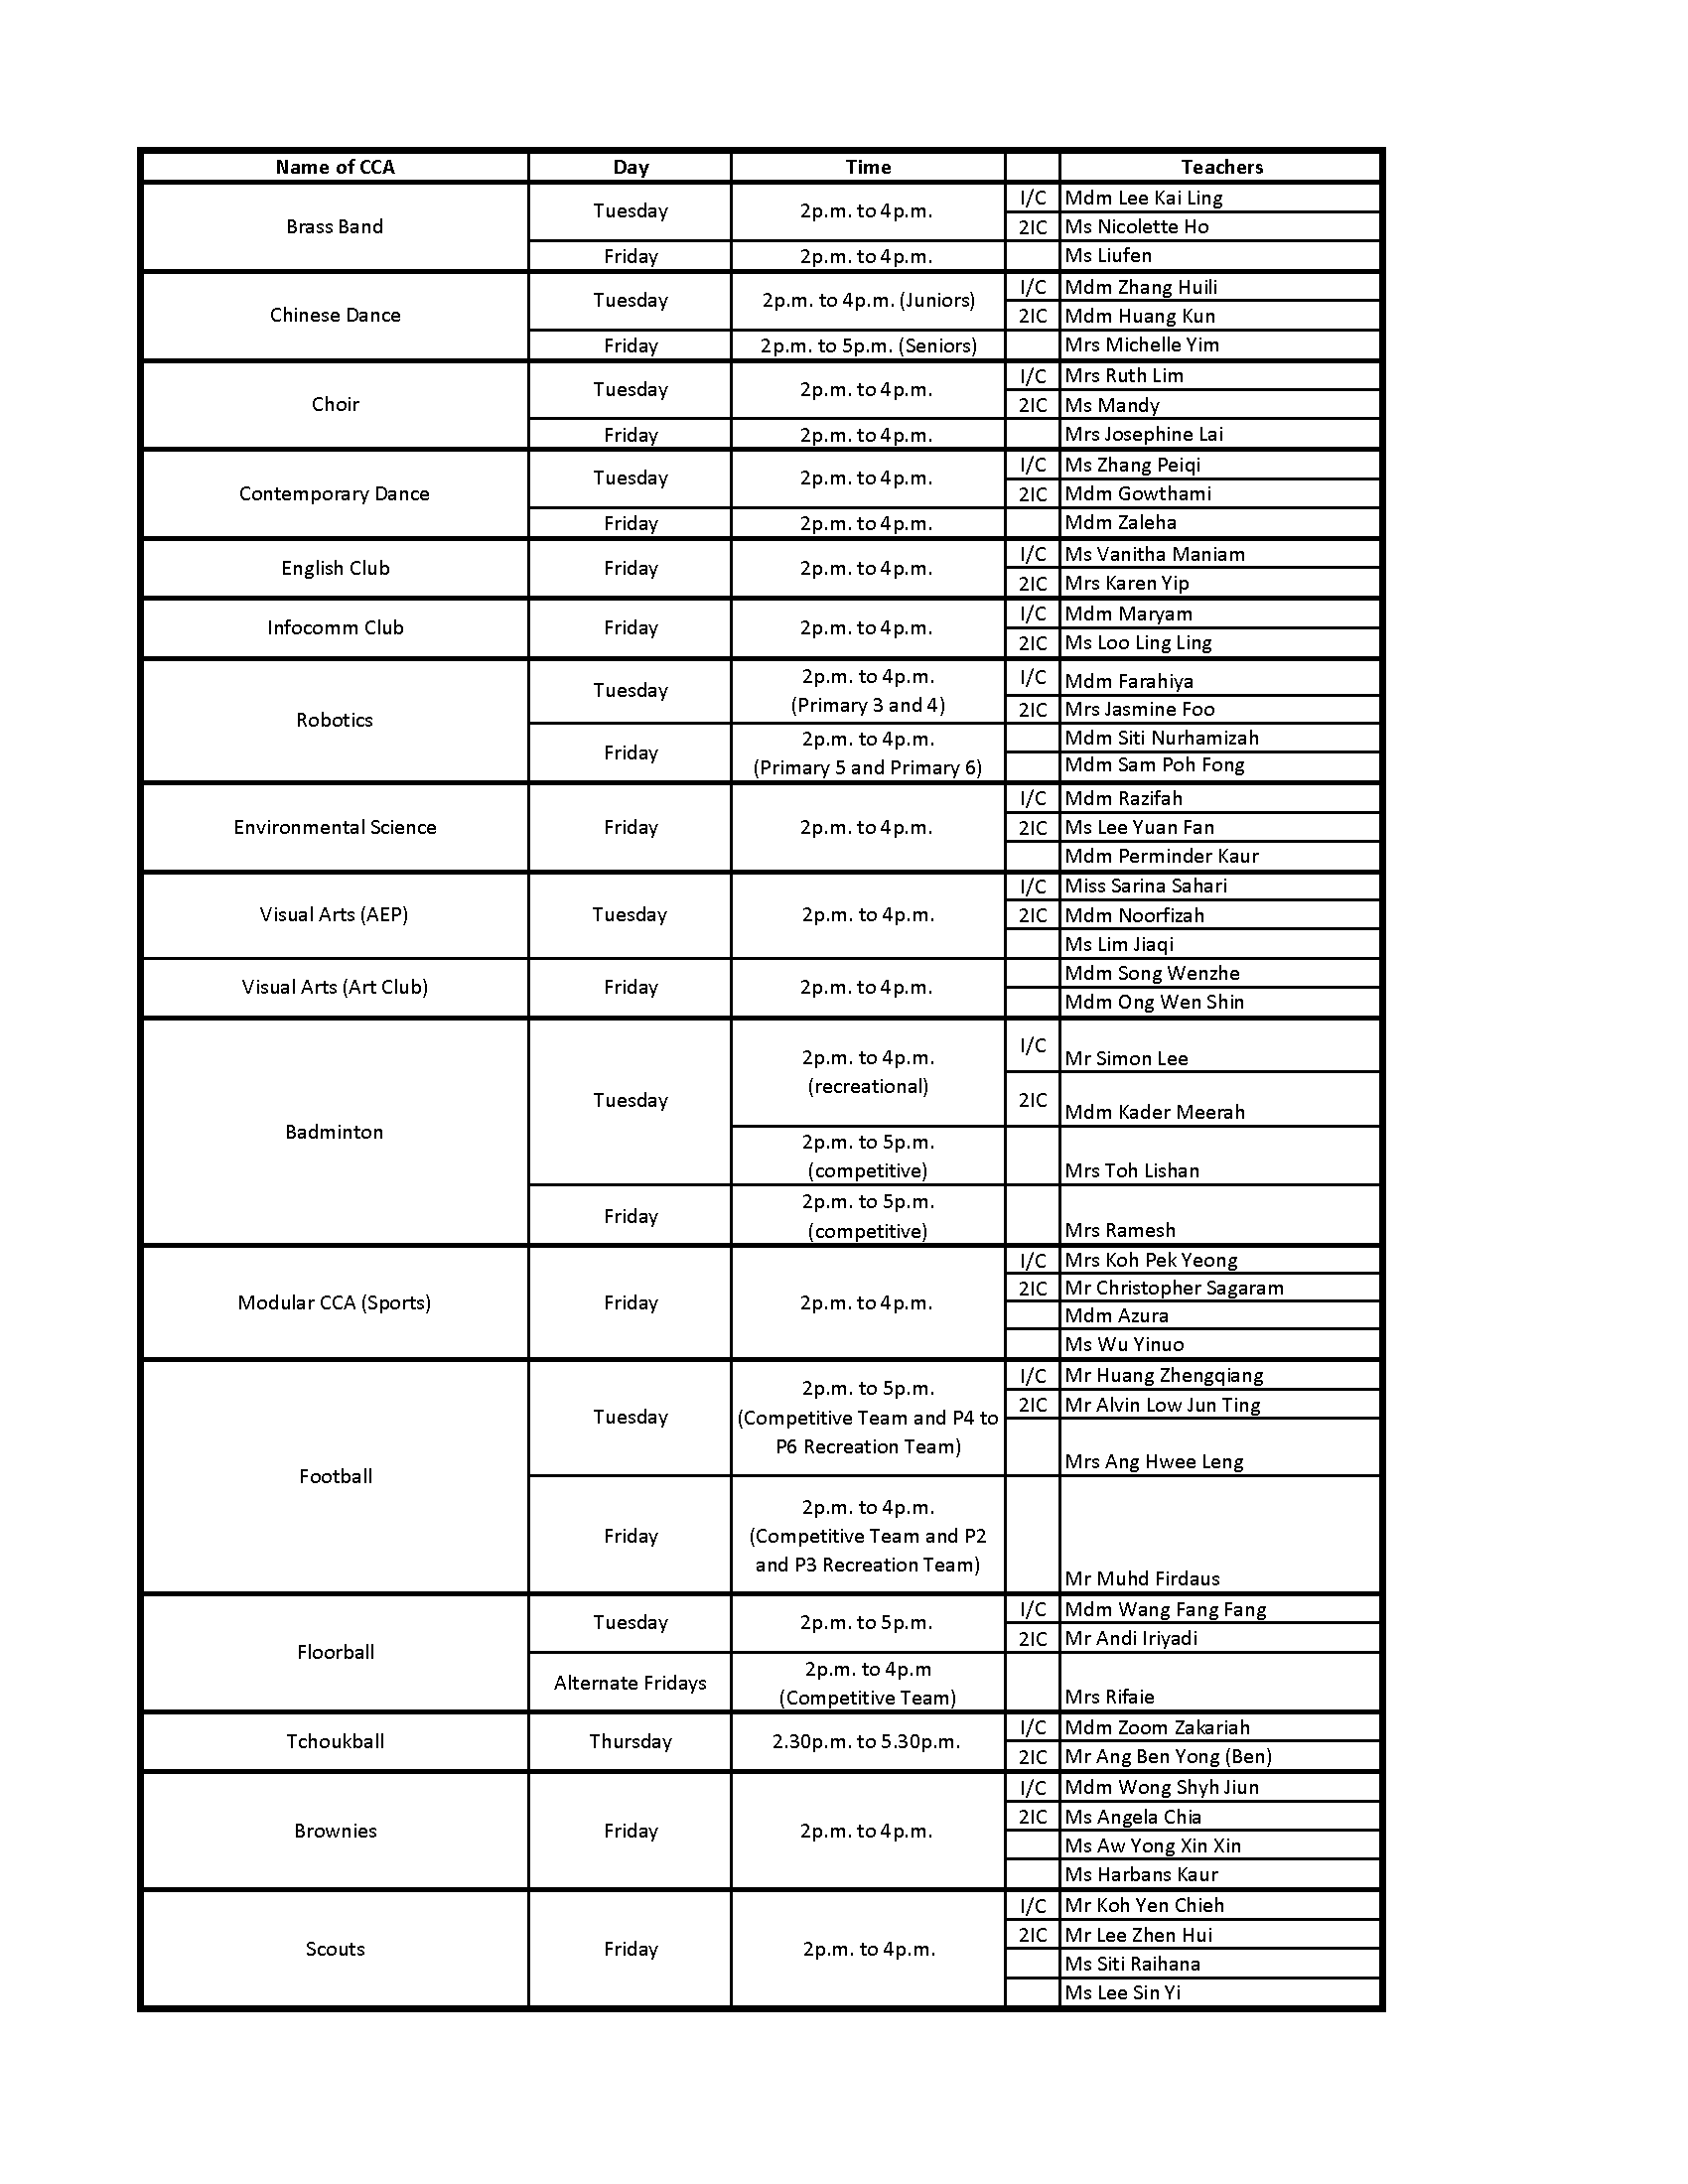 Name of CCA Day Time Teachers
Brass Band
Tuesday 2p.m. to 4p.m.
I/C Mdm Lee Kai Ling
2IC Ms Nicolette Ho
Friday 2p.m. to 4p.m. Ms Liufen
Chinese Dance
Tuesday 2p.m. to 4p.m. (Juniors)
I/C Mdm Zhang Huili
2IC Mdm Huang Kun
Friday 2p.m. to 5p.m. (Seniors) Mrs Michelle Yim
Choir
Tuesday 2p.m. to 4p.m.
I/C Mrs Ruth Lim
2IC Ms Mandy
Friday 2p.m. to 4p.m. Mrs Josephine Lai
Contemporary Dance
Tuesday 2p.m. to 4p.m.
I/C Ms Zhang Peiqi
2IC Mdm Gowthami
Friday 2p.m. to 4p.m. Mdm Zaleha
English Club Friday 2p.m. to 4p.m.
I/C Ms Vanitha Maniam
2IC Mrs Karen Yip
Infocomm Club Friday 2p.m. to 4p.m.
I/C Mdm Maryam
2IC Ms Loo Ling Ling
Robotics
Tuesday
2p.m. to 4p.m.
(Primary 3 and 4)
I/C Mdm Farahiya
2IC Mrs Jasmine Foo
Friday
2p.m. to 4p.m.
(Primary 5 and Primary 6)
Mdm Siti Nurhamizah
Mdm Sam Poh Fong
Environmental Science Friday 2p.m. to 4p.m.
I/C Mdm Razifah
2IC Ms Lee Yuan Fan
Mdm Perminder Kaur
Visual Arts (AEP) Tuesday 2p.m. to 4p.m.
I/C Miss Sarina Sahari
2IC Mdm Noorfizah
Ms Lim Jiaqi
Visual Arts (Art Club) Friday 2p.m. to 4p.m.
Mdm Song Wenzhe
Mdm Ong Wen Shin
Badminton
Tuesday
2p.m. to 4p.m.
(recreational)
I/C Mr Simon Lee
2IC Mdm Kader Meerah
2p.m. to 5p.m.
(competitive)
Mrs Toh Lishan
Friday
2p.m. to 5p.m.
(competitive)
Mrs Ramesh
Modular CCA (Sports) Friday 2p.m. to 4p.m.
I/C Mrs Koh Pek Yeong
2IC Mr Christopher Sagaram
Mdm Azura
Ms Wu Yinuo
Football
Tuesday
2p.m. to 5p.m.
(Competitive Team and P4 to
P6 Recreation Team)
I/C Mr Huang Zhengqiang
2IC Mr Alvin Low Jun Ting
Mrs Ang Hwee Leng
Friday
2p.m. to 4p.m.
(Competitive Team and P2
and P3 Recreation Team)
Mr Muhd Firdaus
Floorball
Tuesday 2p.m. to 5p.m.
I/C Mdm Wang Fang Fang
2IC Mr Andi Iriyadi
Alternate Fridays
2p.m. to 4p.m
(Competitive Team)
Mrs Rifaie
Tchoukball Thursday 2.30p.m. to 5.30p.m.
I/C Mdm Zoom Zakariah
2IC Mr Ang Ben Yong (Ben)
Brownies Friday 2p.m. to 4p.m.
I/C Mdm Wong Shyh Jiun
2IC Ms Angela Chia
Ms Aw Yong Xin Xin
Ms Harbans Kaur
Scouts Friday 2p.m. to 4p.m.
I/C Mr Koh Yen Chieh
2IC Mr Lee Zhen Hui
Ms Siti Raihana
Ms Lee Sin Yi